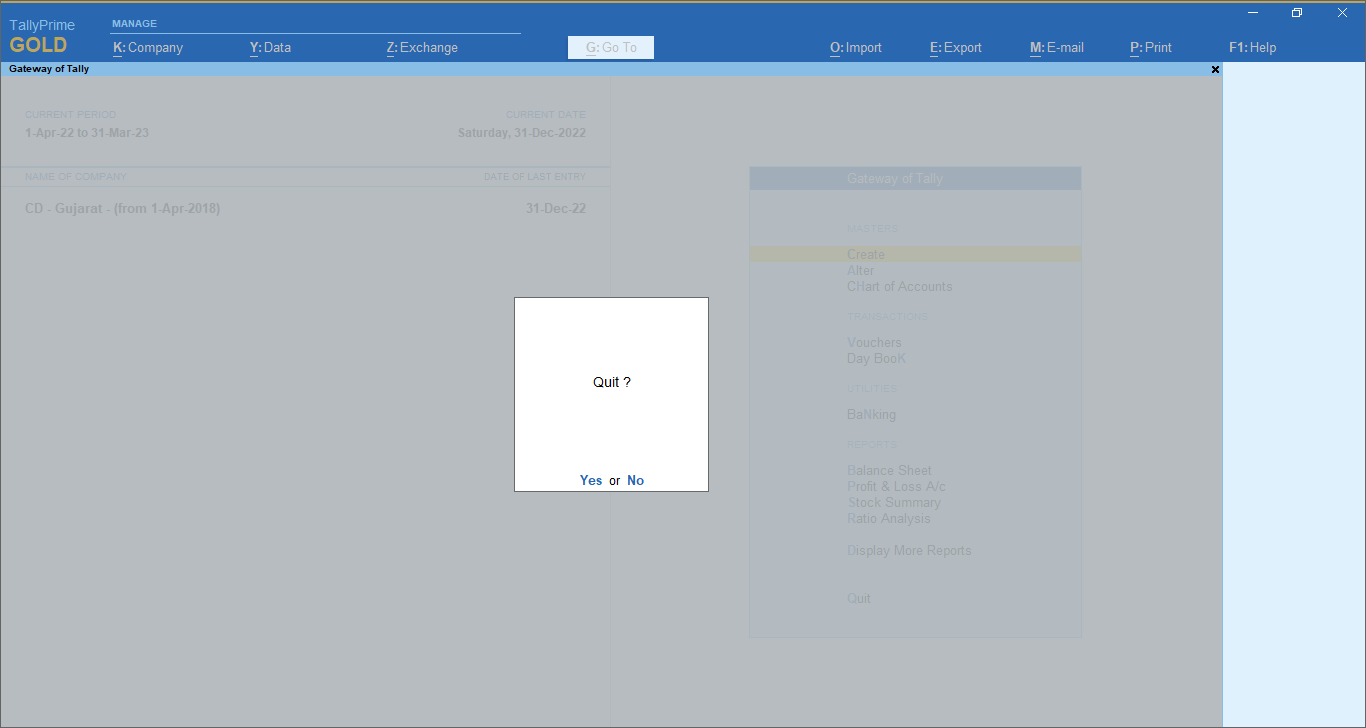 TallyPrime
GOLD
MANAGE
K: Company
Y: Data
Z: Exchange
G: Go To
O: Import
E: Export
M: E-mail
P: Print
F1: Help
Gateway of Tally
CURRENT PERIOD
CURRENT DATE
1-Apr-22 to 31-Mar-23
Saturday, 31-Dec-2022
NAME OF COMPANY
DATE OF LAST ENTRY
CD - Gujarat - (from 1-Apr-2018)
31-Dec-22
Gateway of Tally
MASTERS
Create
Alter
CHart of Accounts
TRANSACTIONS
Vouchers
Day BooK
UTILITIES
BaNking
REPORTS
Balance Sheet
Profit & Loss A/c
Stock Summary
Ratio Analysis
Display More Reports
Quit
Quit ?
Yes or No